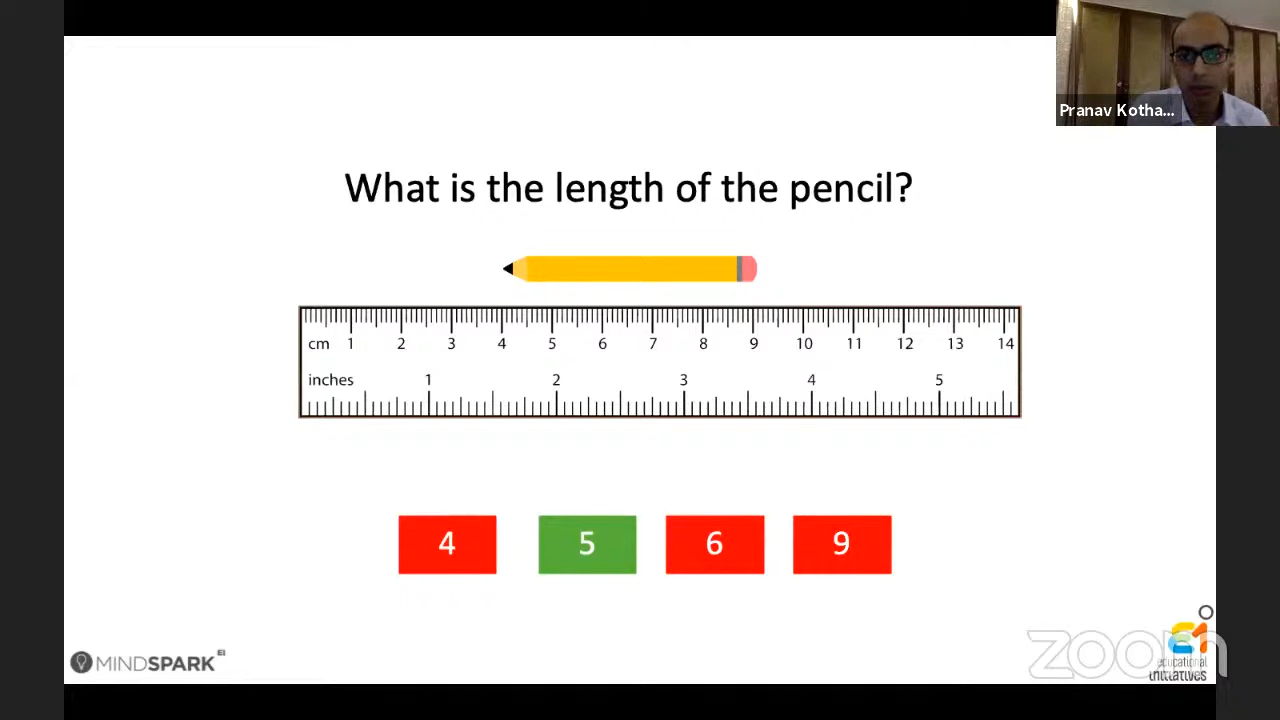 Pranav Kotha...
What is the length of the pencil?
cm 1 2 3 4 5 6 7 8 9 10 11 12 13 14
inches 1 2 3 4 5
4 5 6 9
MINDSPARK EI
zoom
educational
initiatives